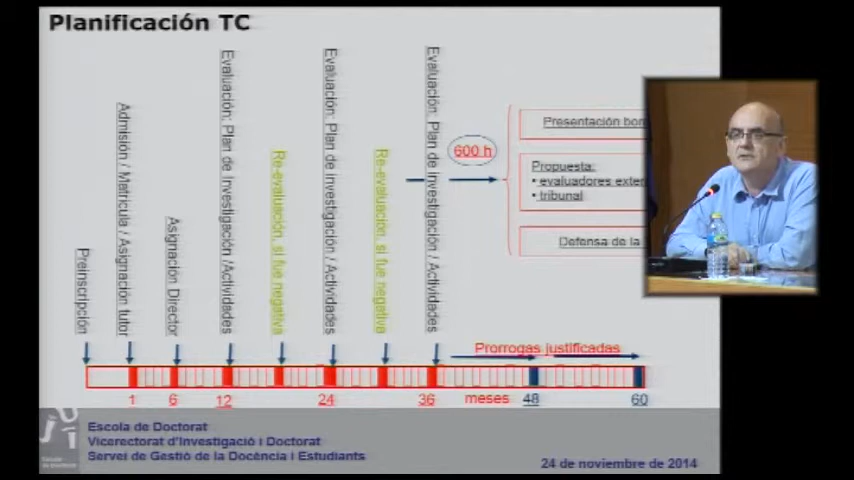 Planificación TC
Preinscripción
Admisión / Matricula / Asignación tutor
Asignación Director
Evaluación: Plan de Investigación /Actividades
Re-evaluación, si fue negativa
Evaluación: Plan de investigación / Actividades
Re-evaluación si fue negativa
Evaluación: Plan de investigación / Actividades
600 h
Presentación
Propuesta:
• evaluadores
• tribunal
Defensa de la
Prorrogas justificadas
1 6 12 24 36 meses 48 60
Escola de Doctorat
Vicerectorat d'Investigació i Doctorat
Servei de Gestió de la Docència i Estudiants
24 de noviembre de 2014